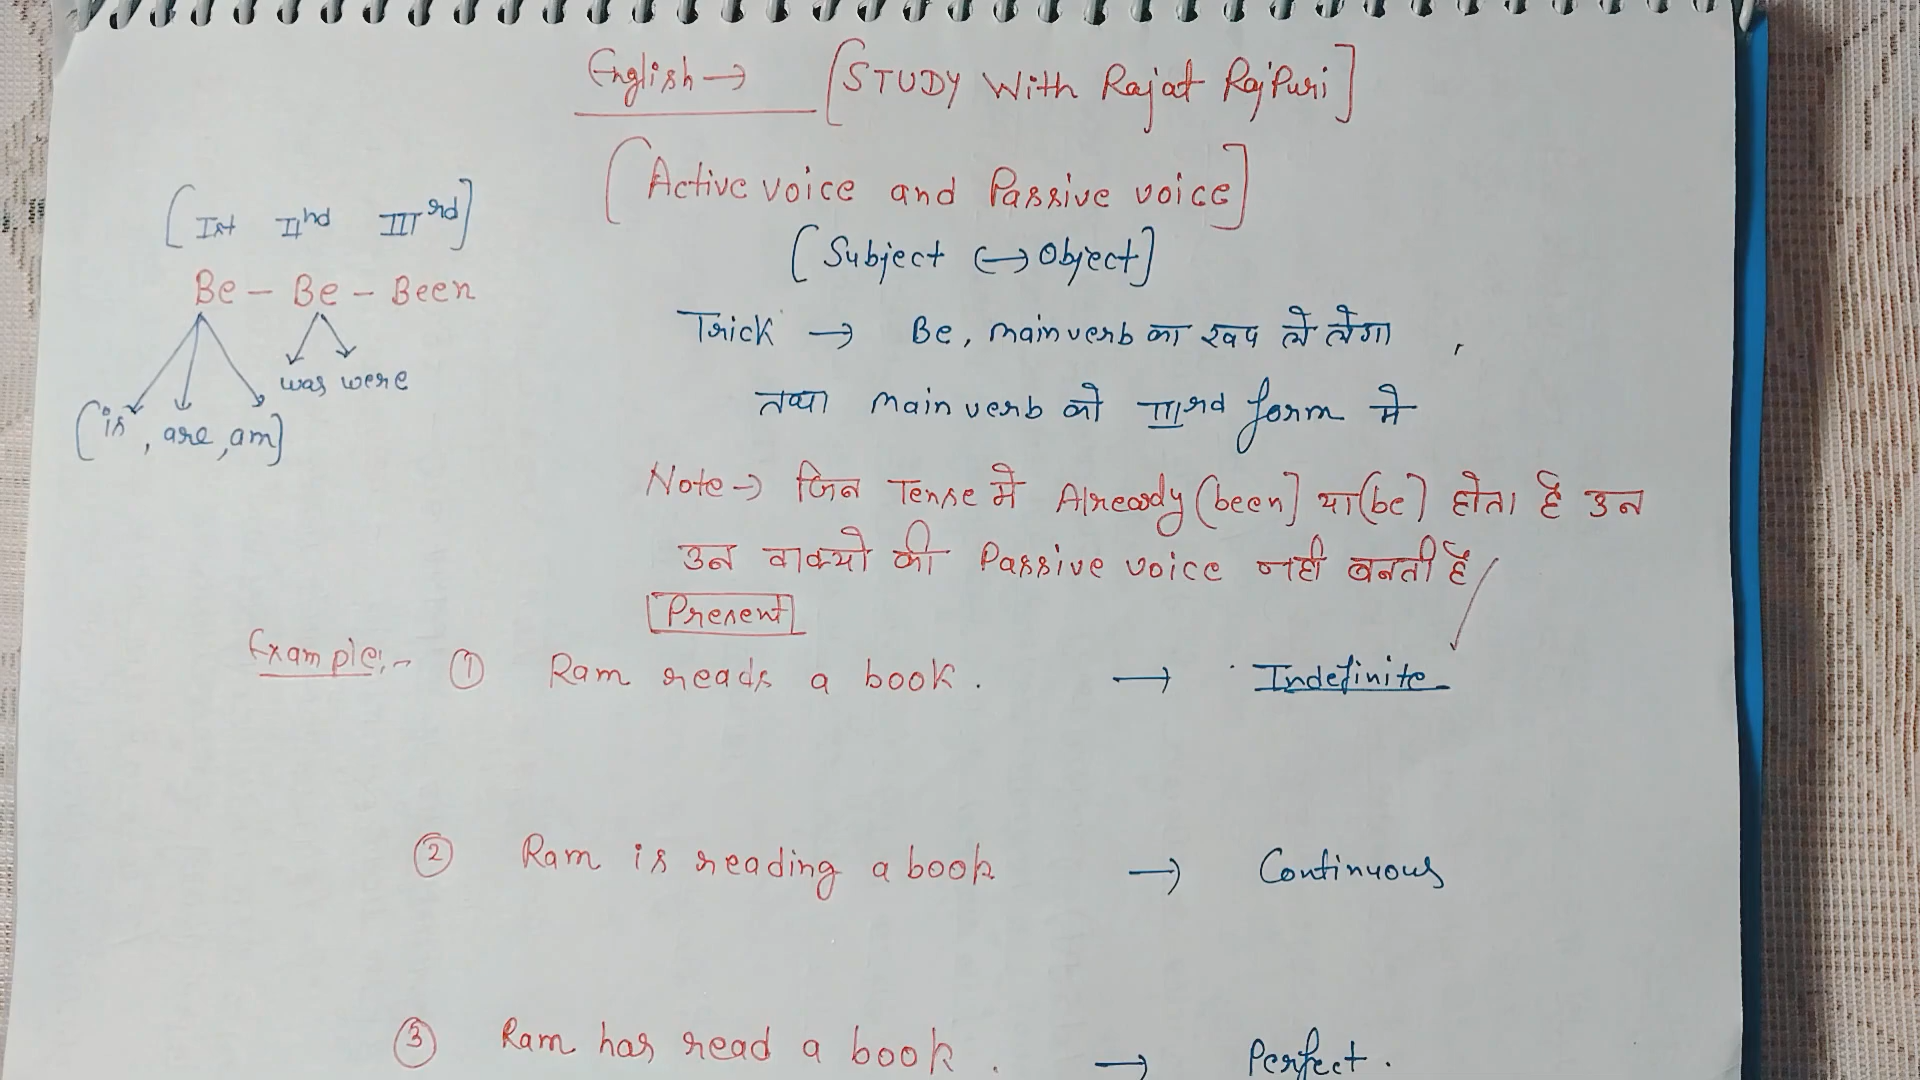 English → [STUDY With Rajat Rajpuri]
[Active voice and Passive voice]
[Subject ↔ Object]
[Ist IInd IIIrd]
Be - Be - Been
was were
[is, are, am]
Trick → Be, main verb का रूप ले लेगा ,
तथा main verb की IIIrd form में
Note → जिन Tense में Already (been] या (be] होता है उन
उन वाक्यो की Passive voice नही बनती है
Present
Example:- ① Ram reads a book. → Indefinite
② Ram is reading a book → Continuous
③ Ram has read a book. → Perfect.